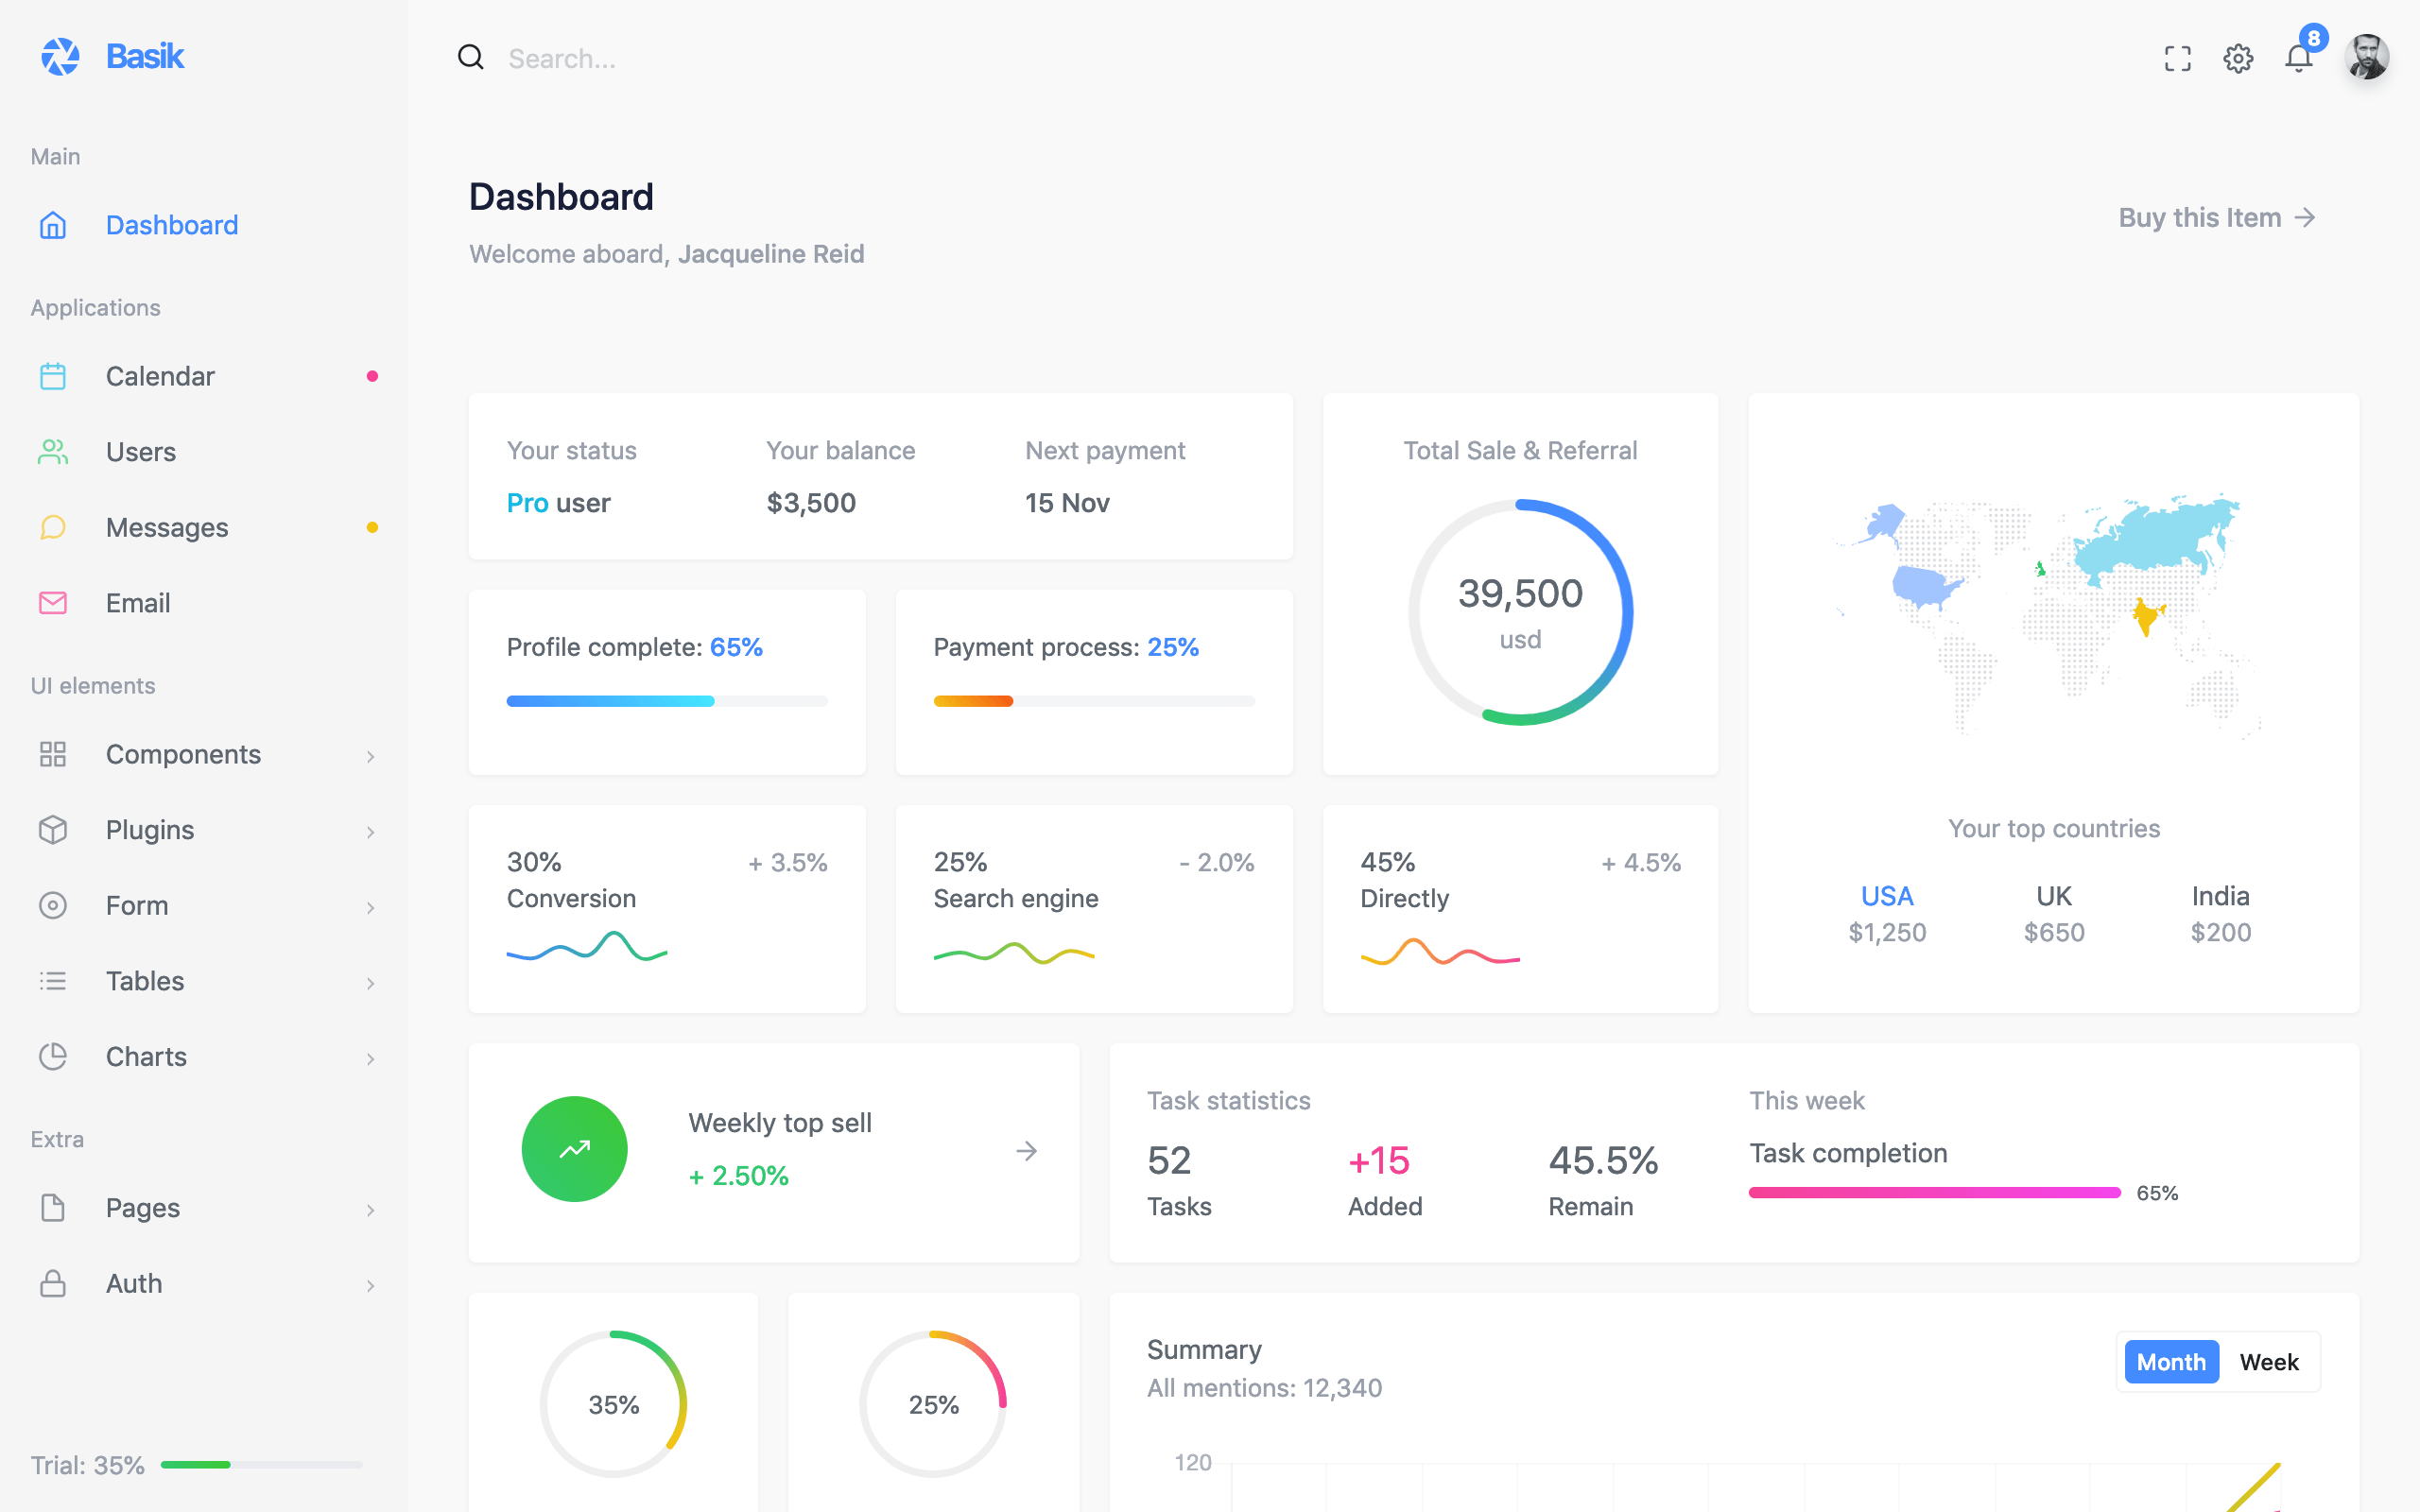 Basik
Search...
8
Main
Dashboard
Applications
Calendar
Users
Messages
Email
UI elements
Components
Plugins
Form
Tables
Charts
Extra
Pages
Auth
Trial: 35%
Dashboard
Welcome aboard, Jacqueline Reid
Buy this Item
Your status
Pro user
Your balance
$3,500
Next payment
15 Nov
Total Sale & Referral
39,500
usd
Profile complete: 65%
Payment process: 25%
30%
+ 3.5%
Conversion
25%
- 2.0%
Search engine
45%
+ 4.5%
Directly
Your top countries
USA
$1,250
UK
$650
India
$200
Weekly top sell
+ 2.50%
Task statistics
52
Tasks
+15
Added
45.5%
Remain
This week
Task completion
65%
35%
25%
Summary
All mentions: 12,340
Month
Week
120